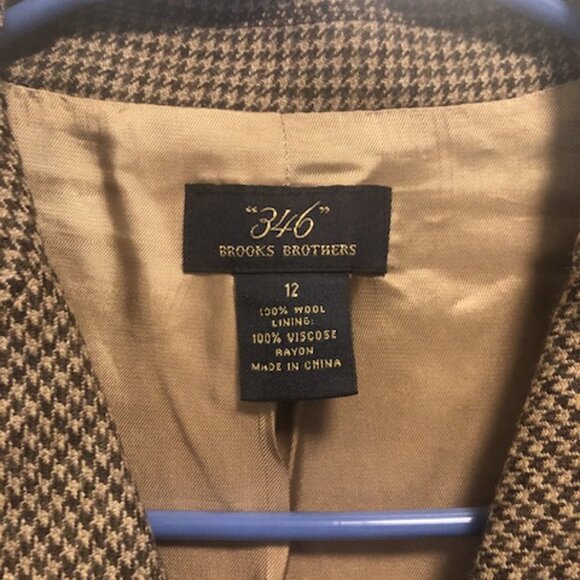 "346"
BROOKS BROTHERS
12
100% WOOL
LINING:
100% VISCOSE
RAYON
MADE IN CHINA